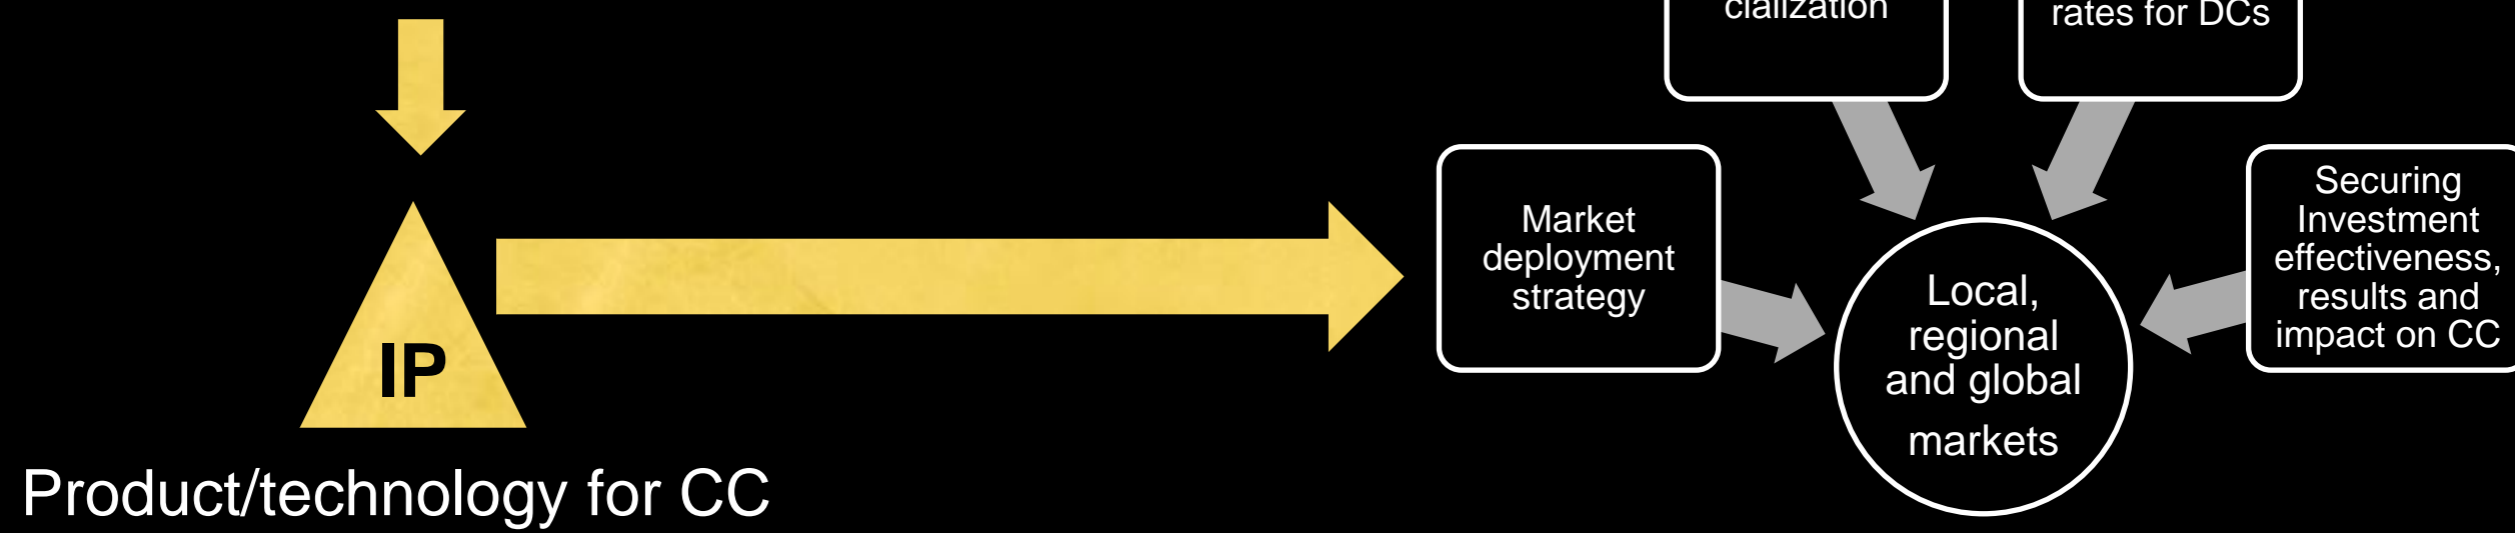 cialization
rates for DCs
Market
deployment
strategy
Securing
Investment
effectiveness,
results and
impact on CC
Local,
regional
and global
markets
IP
Product/technology for CC